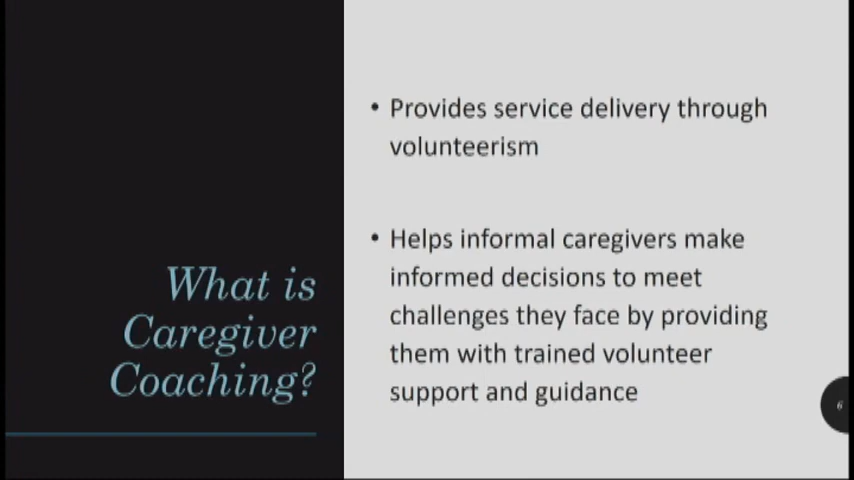 What is
Caregiver
Coaching?
• Provides service delivery through
volunteerism
• Helps informal caregivers make
informed decisions to meet
challenges they face by providing
them with trained volunteer
support and guidance
6